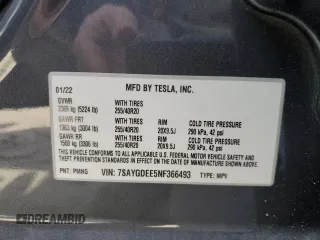 01/22 MFD BY TESLA, INC.
GVWR WITH TIRES
kg (5224 lb) 255/40R20
GAWR FRT WITH TIRES RIM COLD TIRE PRESSURE
1363 kg (3004 lb) 255/40R20 20X9.5J 290 kPa, 42 psi
GAWR RR WITH TIRES RIM COLD TIRE PRESSURE
1500 kg (3306 lb) 255/40R20 20X9.5J 290 kPa, 42 psi
THIS VEHICLE CONFORMS TO ALL APPLICABLE U.S. FEDERAL MOTOR VEHICLE
SAFETY, BUMPER, AND THEFT PREVENTION STANDARDS IN EFFECT ON THE DATE OF
MANUFACTURE SHOWN ABOVE.
PNT: PMNG VIN: 7SAYGDEE5NF366493 TYPE: MPV
DREAMBID DREAMBID.COM